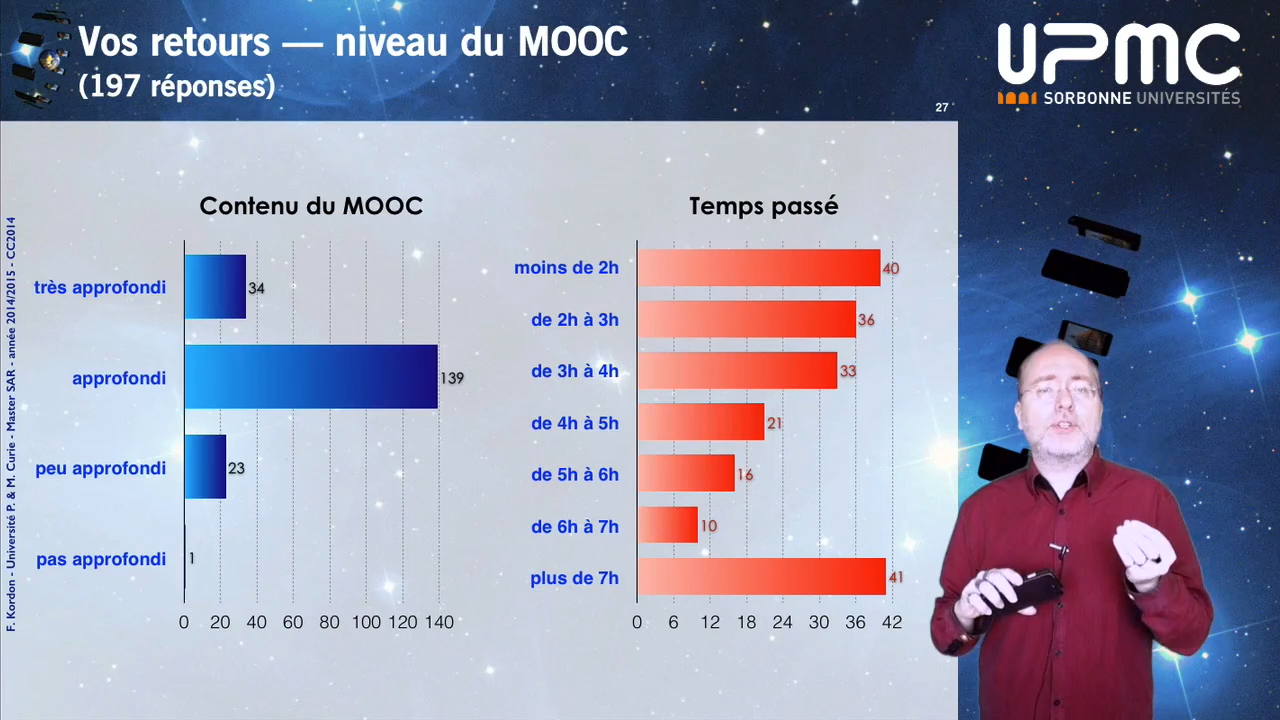 Vos retours — niveau du MOOC
(197 réponses)
27
UPMC
SORBONNE UNIVERSITÉS
F. Kordon - Université P. & M. Curie - Master SAR - année 2014/2015 - CC2014
Contenu du MOOC
très approfondi
34
approfondi
139
peu approfondi
23
pas approfondi
1
0 20 40 60 80 100 120 140
Temps passé
moins de 2h
40
de 2h à 3h
36
de 3h à 4h
33
de 4h à 5h
21
de 5h à 6h
16
de 6h à 7h
10
plus de 7h
41
0 6 12 18 24 30 36 42